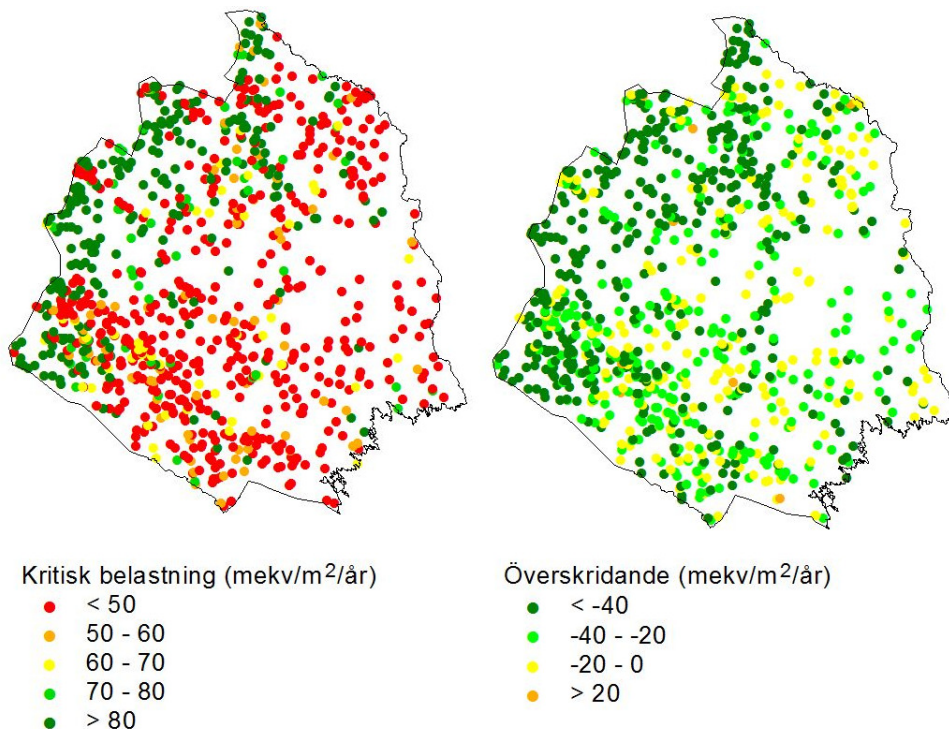 Kritisk belastning (mekv/m²/år)
< 50
50 - 60
60 - 70
70 - 80
> 80
Överskridande (mekv/m²/år)
< -40
-40 - -20
-20 - 0
> 20